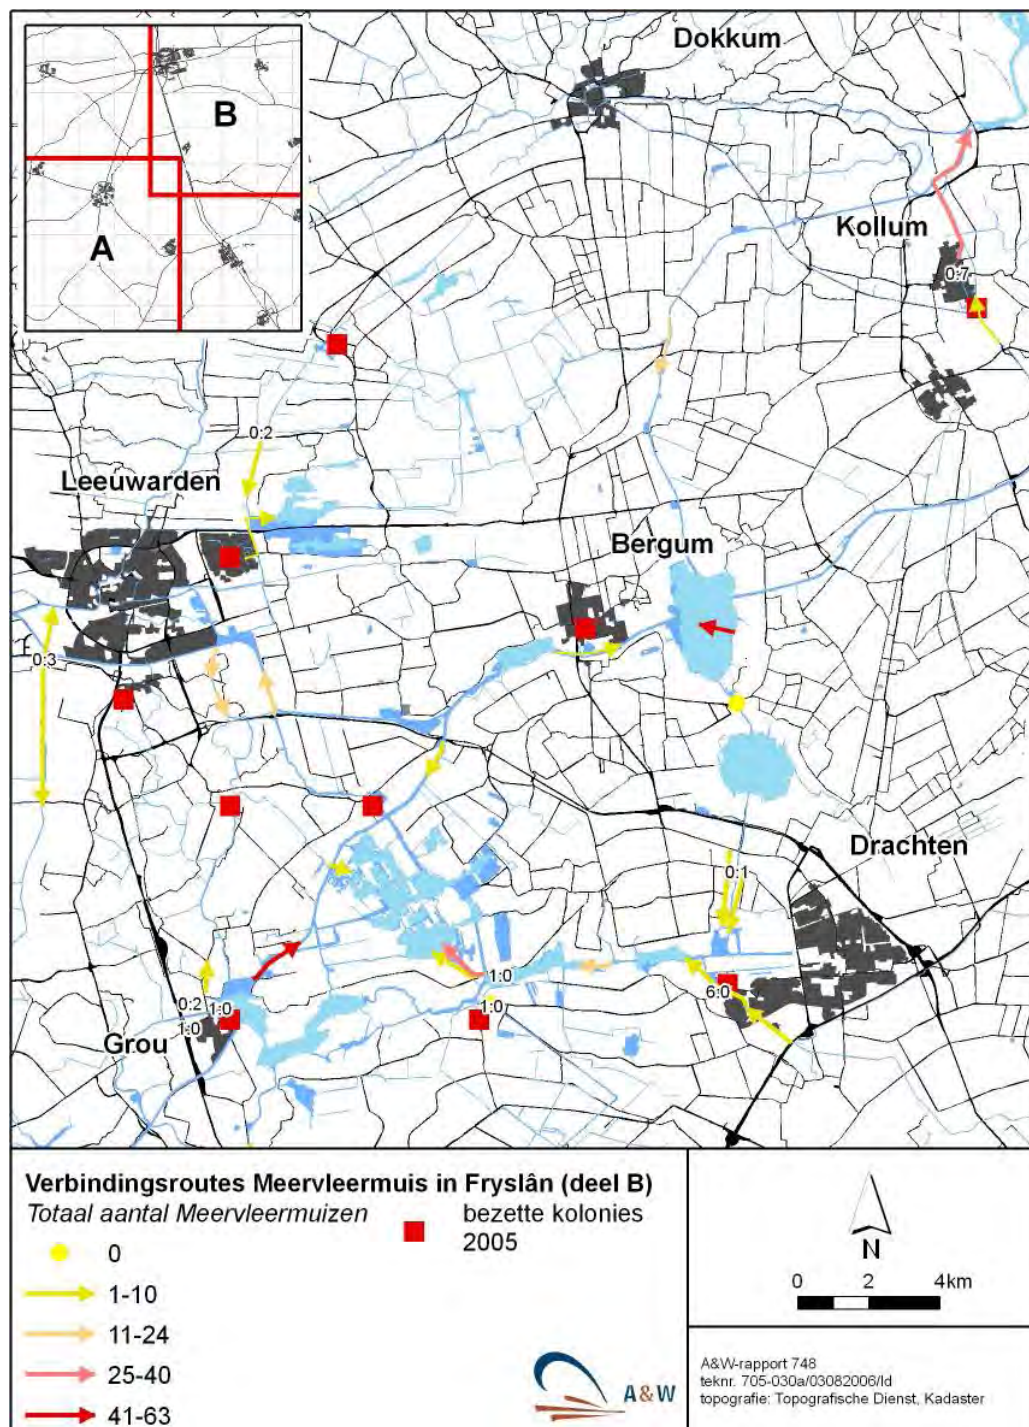 Dokkum
B
A
Kollum
0:7
0:2
Leeuwarden
Bergum
0:3
Drachten
0:1
1:0
6:0
0:2
1:0
1:0
1:0
Grou
Verbindingsroutes Meervleermuis in Fryslân (deel B)
Totaal aantal Meervleermuizen
bezette kolonies
2005
0
1-10
11-24
25-40
41-63
A&W
N
0 2 4km
A&W-rapport 748
teknr. 705-030a/03082006/ld
topografie: Topografische Dienst, Kadaster